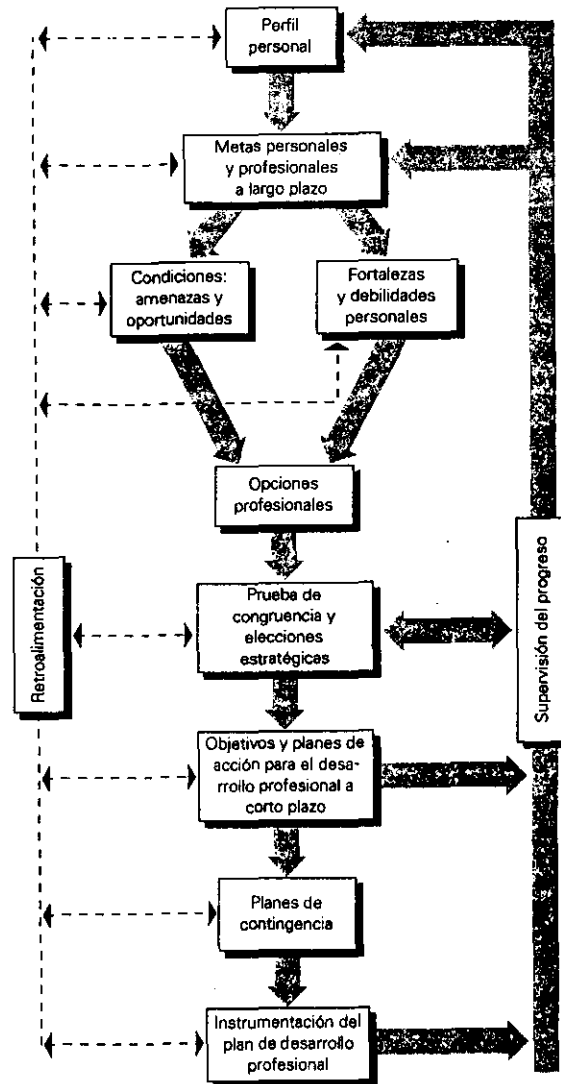 Perfil
personal
Metas personales
y profesionales
a largo plazo
Condiciones:
amenazas y
oportunidades
Fortalezas
y debilidades
personales
Opciones
profesionales
Retroalimentación
Prueba de
congruencia y
elecciones
estratégicas
Supervisión del progreso
Objetivos y planes de
acción para el desa-
rrollo profesional a
corto plazo
Planes de
contingencia
Instrumentación del
plan de desarrollo
profesional